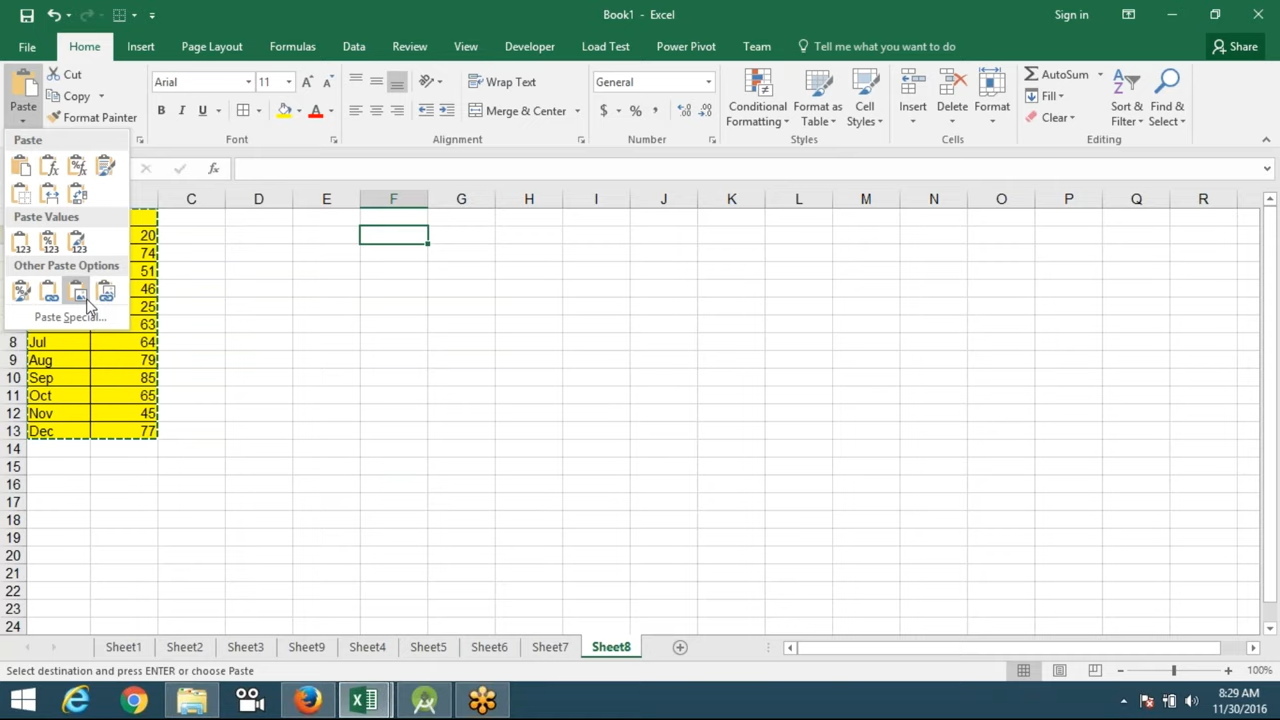 Book1 - Excel
Sign in
File Home Insert Page Layout Formulas Data Review View Developer Load Test Power Pivot Team Tell me what you want to do Share
Paste
Cut
Copy
Format Painter
Arial 11
B I U
Wrap Text
Merge & Center
General
$ % ,
Conditional Formatting
Format as Table
Cell Styles
Insert
Delete
Format
AutoSum
Fill
Clear
Sort & Filter
Find & Select
Font Alignment Number Styles Cells Editing
Paste
Paste Values
123 123 123
Other Paste Options
Paste Special...
fx
C D E F G H I J K L M N O P Q R
20
74
51
46
25
63
8 Jul 64
9 Aug 79
10 Sep 85
11 Oct 65
12 Nov 45
13 Dec 77
14
15
16
17
18
19
20
21
22
23
24
Sheet1 Sheet2 Sheet3 Sheet9 Sheet4 Sheet5 Sheet6 Sheet7 Sheet8
Select destination and press ENTER or choose Paste
100%
8:29 AM
11/30/2016